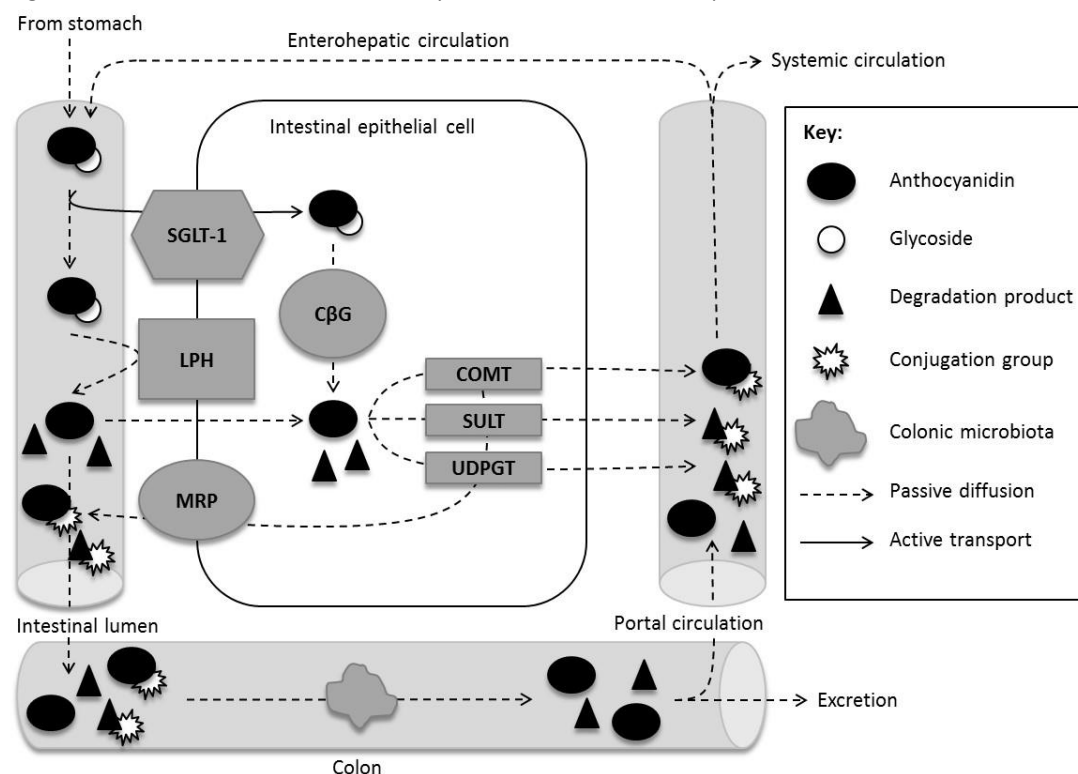 From stomach
Enterohepatic circulation
Systemic circulation
Intestinal epithelial cell
Key:
Anthocyanidin
SGLT-1
Glycoside
CβG
Degradation product
LPH
COMT
Conjugation group
SULT
Colonic microbiota
UDPGT
MRP
Passive diffusion
Active transport
Intestinal lumen
Portal circulation
Excretion
Colon